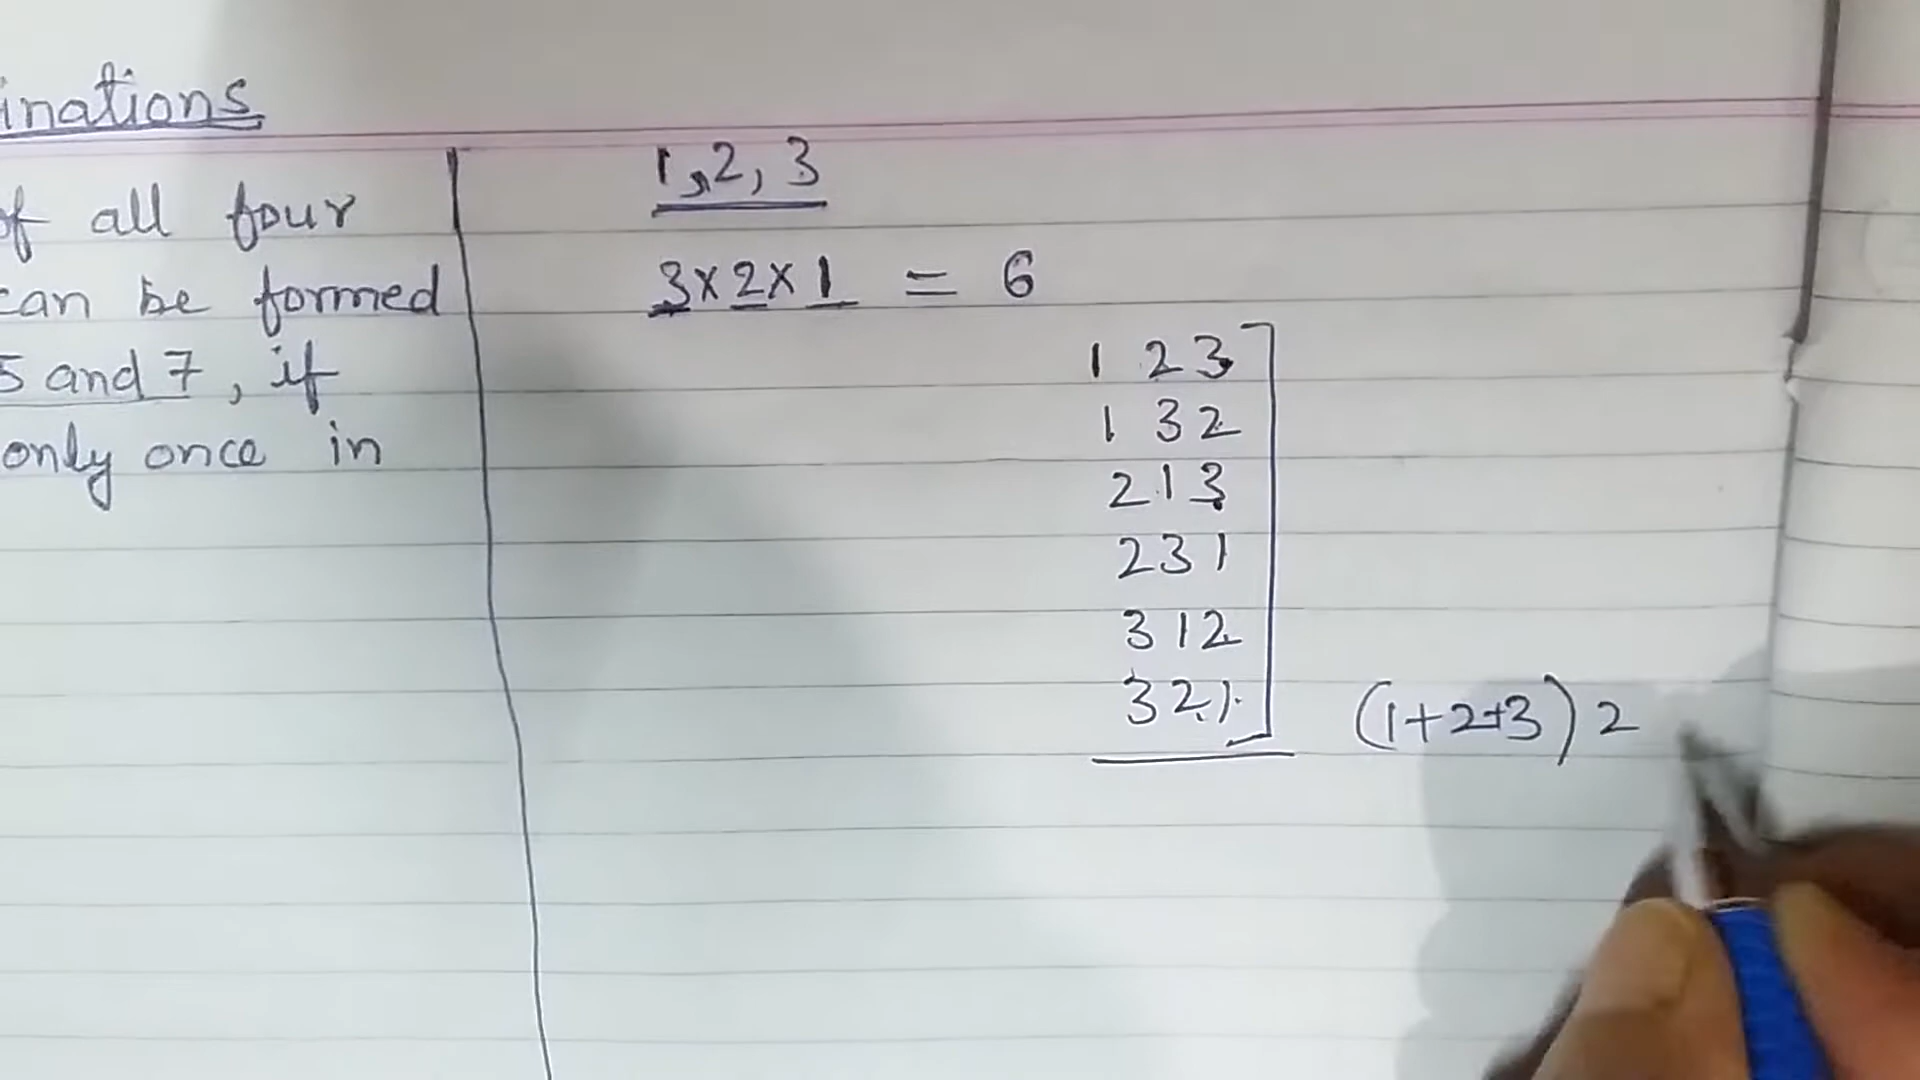 inations
of all four
can be formed
5 and 7, if
only once in
1, 2, 3
3 x 2 x 1 = 6
1 2 3
1 3 2
2 1 3
2 3 1
3 1 2
3 2 1
(1+2+3) 2